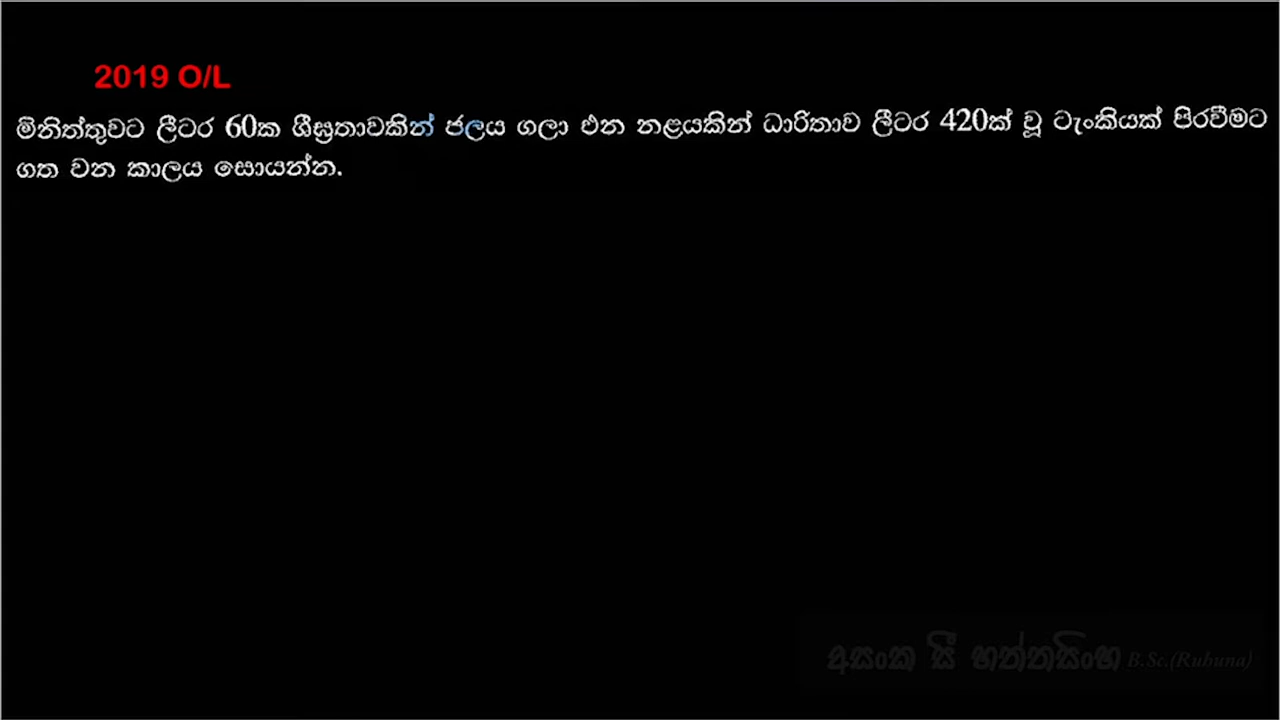 2019 O/L
මිනිත්තුවට ලීටර 60ක ශීඝ්‍රතාවකින් ජලය ගලා එන නළයකින් ධාරිතාව ලීටර 420ක් වූ ටැංකියක් පිරවීමට
ගත වන කාලය සොයන්න.
අසංක සී හත්තසිංහ B.Sc.(Ruhuna)